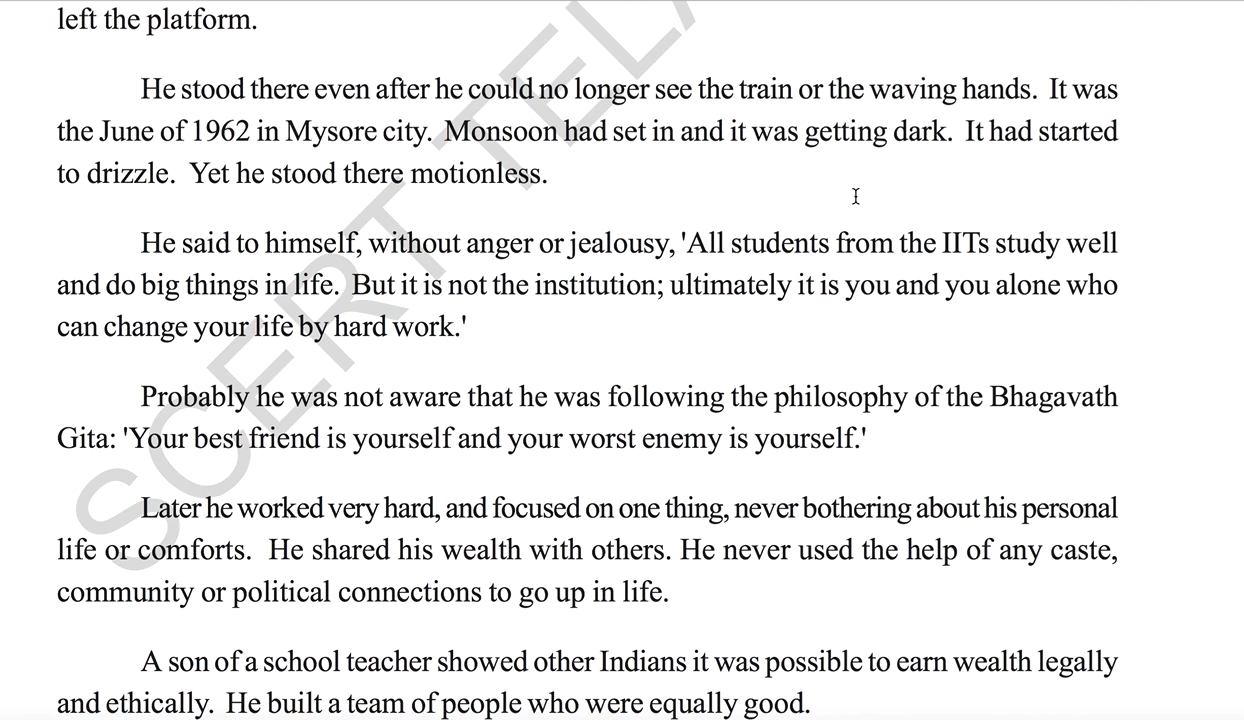 left the platform.
He stood there even after he could no longer see the train or the waving hands. It was
the June of 1962 in Mysore city. Monsoon had set in and it was getting dark. It had started
to drizzle. Yet he stood there motionless.
He said to himself, without anger or jealousy, 'All students from the IITs study well
and do big things in life. But it is not the institution; ultimately it is you and you alone who
can change your life by hard work.'
Probably he was not aware that he was following the philosophy of the Bhagavath
Gita: 'Your best friend is yourself and your worst enemy is yourself.'
Later he worked very hard, and focused on one thing, never bothering about his personal
life or comforts. He shared his wealth with others. He never used the help of any caste,
community or political connections to go up in life.
A son of a school teacher showed other Indians it was possible to earn wealth legally
and ethically. He built a team of people who were equally good.
SCERT TELA